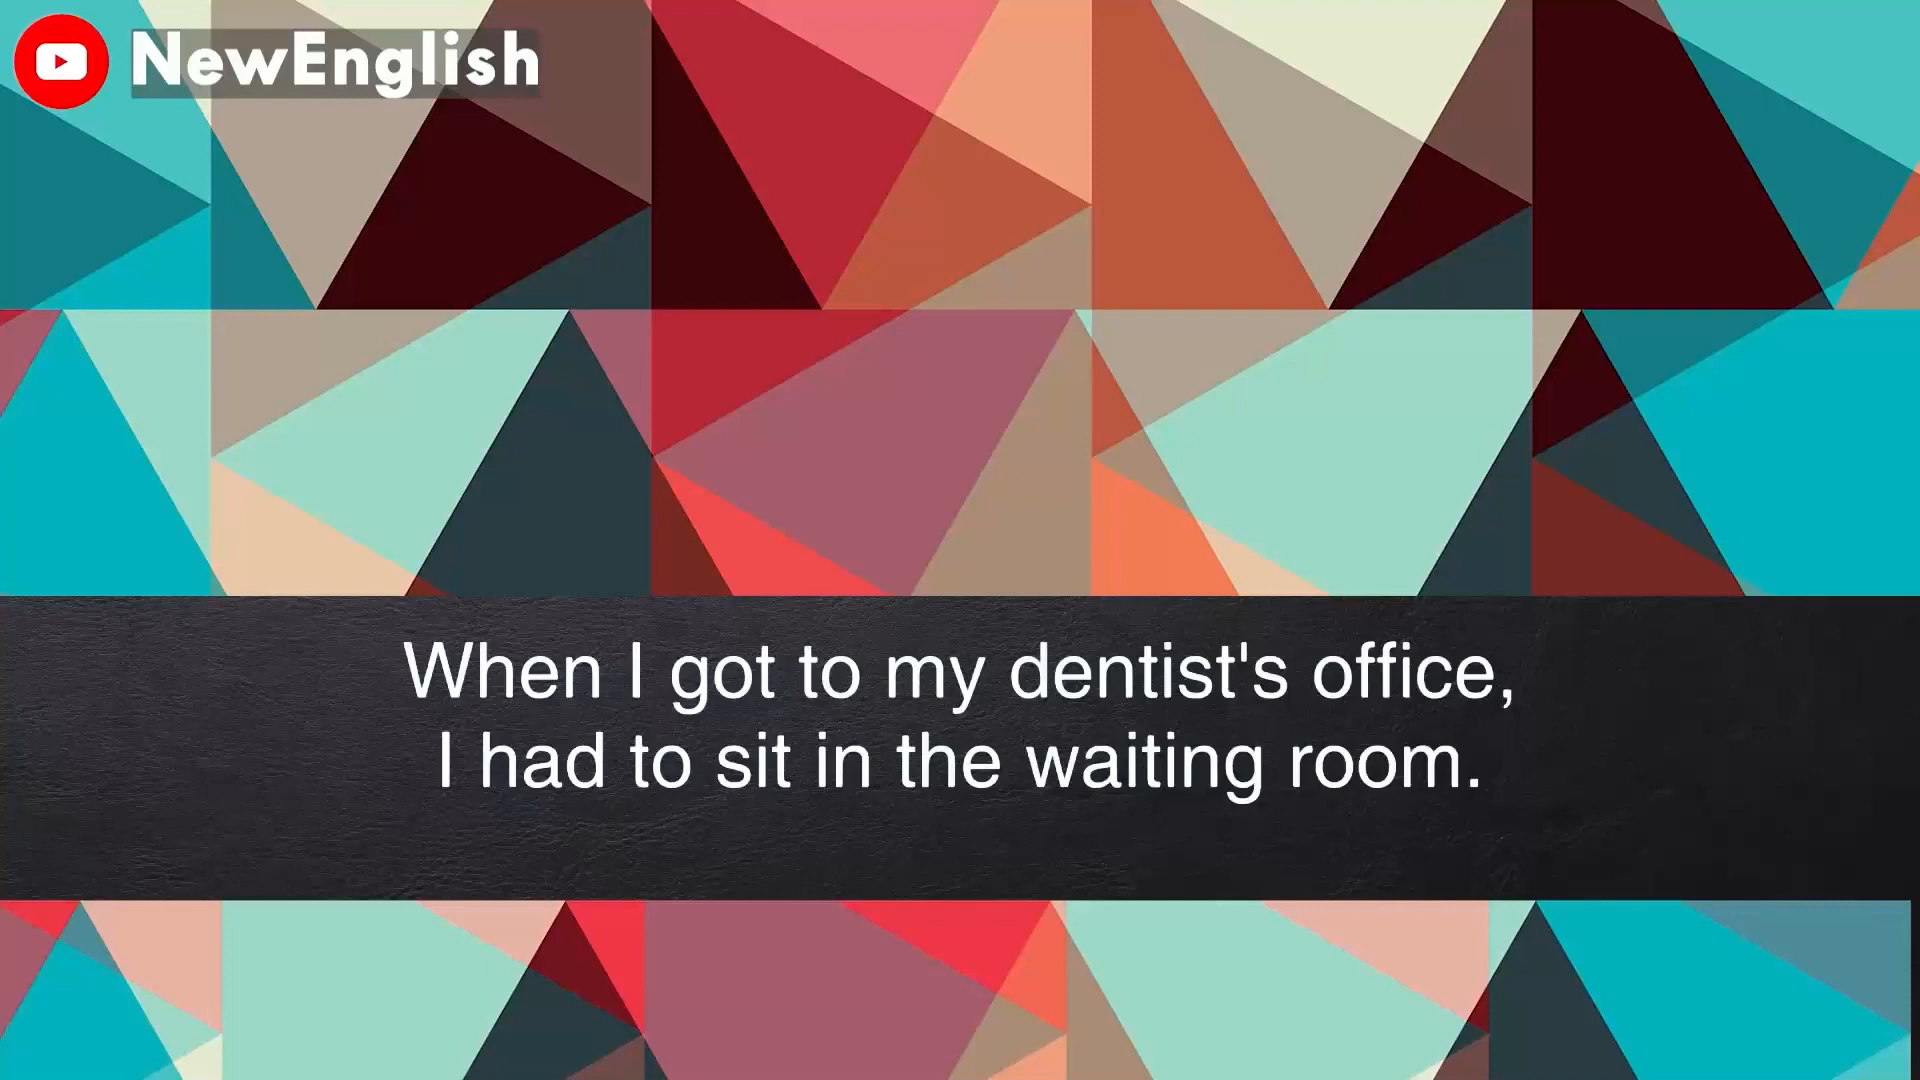 NewEnglish
When I got to my dentist's office,
I had to sit in the waiting room.